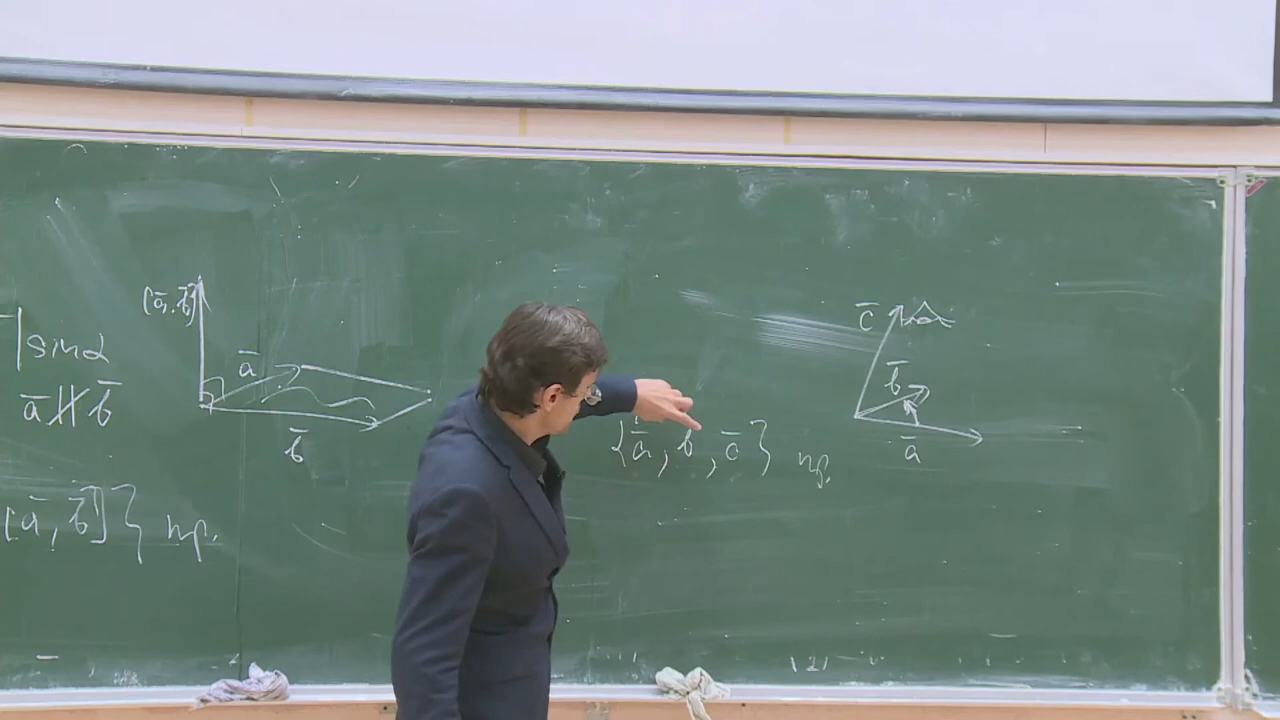 |sinα
[ā, b̄]
ā
b̄
ā ∦ b̄
[ā, b̄]} пр.
{ā, b̄, c̄} пр.
c̄
b̄
ā